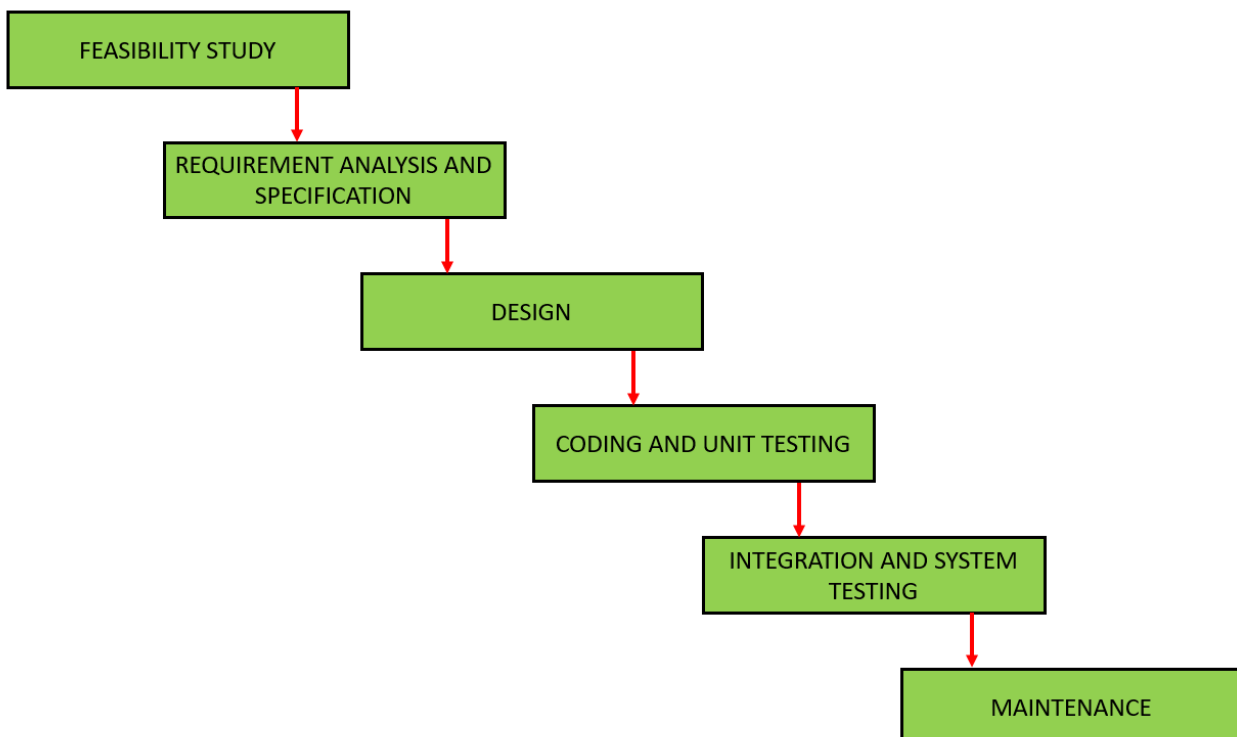 FEASIBILITY STUDY
REQUIREMENT ANALYSIS AND
SPECIFICATION
DESIGN
CODING AND UNIT TESTING
INTEGRATION AND SYSTEM
TESTING
MAINTENANCE